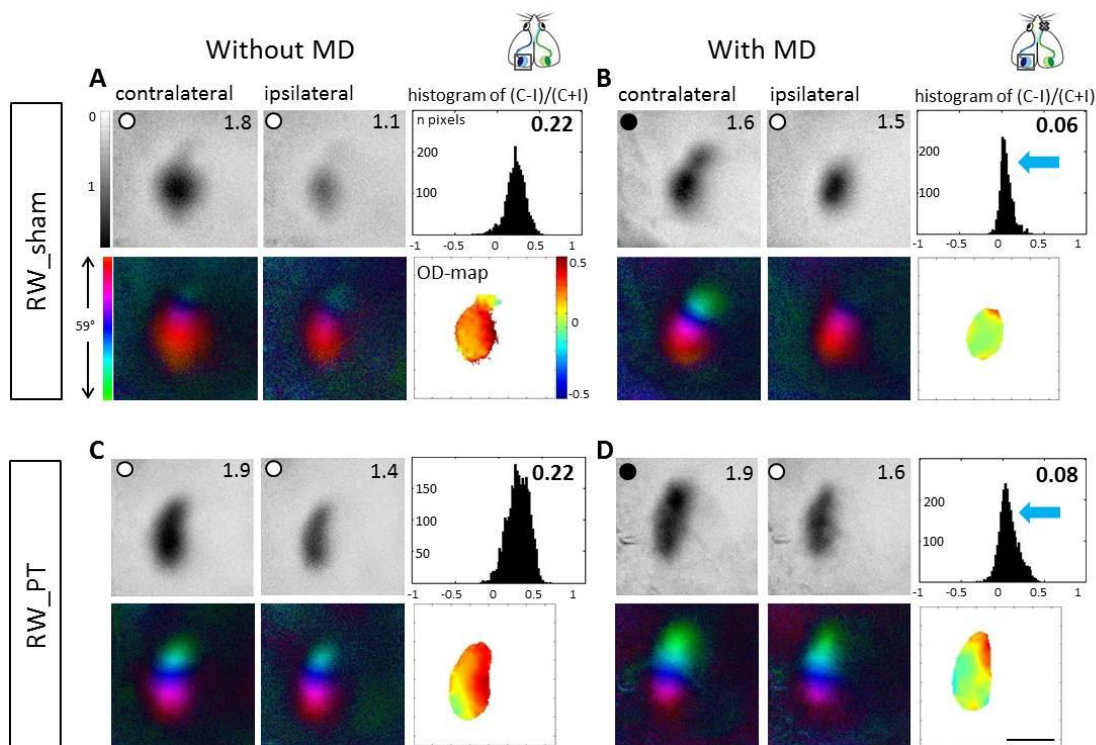 Without MD
With MD
A
contralateral
ipsilateral
histogram of (C-I)/(C+I)
B
contralateral
ipsilateral
histogram of (C-I)/(C+I)
RW_sham
0
1
1.8
1.1
n pixels
0.22
200
100
-1
-0.5
0
0.5
1
1.6
1.5
0.06
200
100
-1
-0.5
0
0.5
1
59°
OD-map
0.5
0
-0.5
RW_PT
C
1.9
1.4
0.22
150
100
50
-1
-0.5
0
0.5
1
D
1.9
1.6
0.08
200
100
-1
-0.5
0
0.5
1